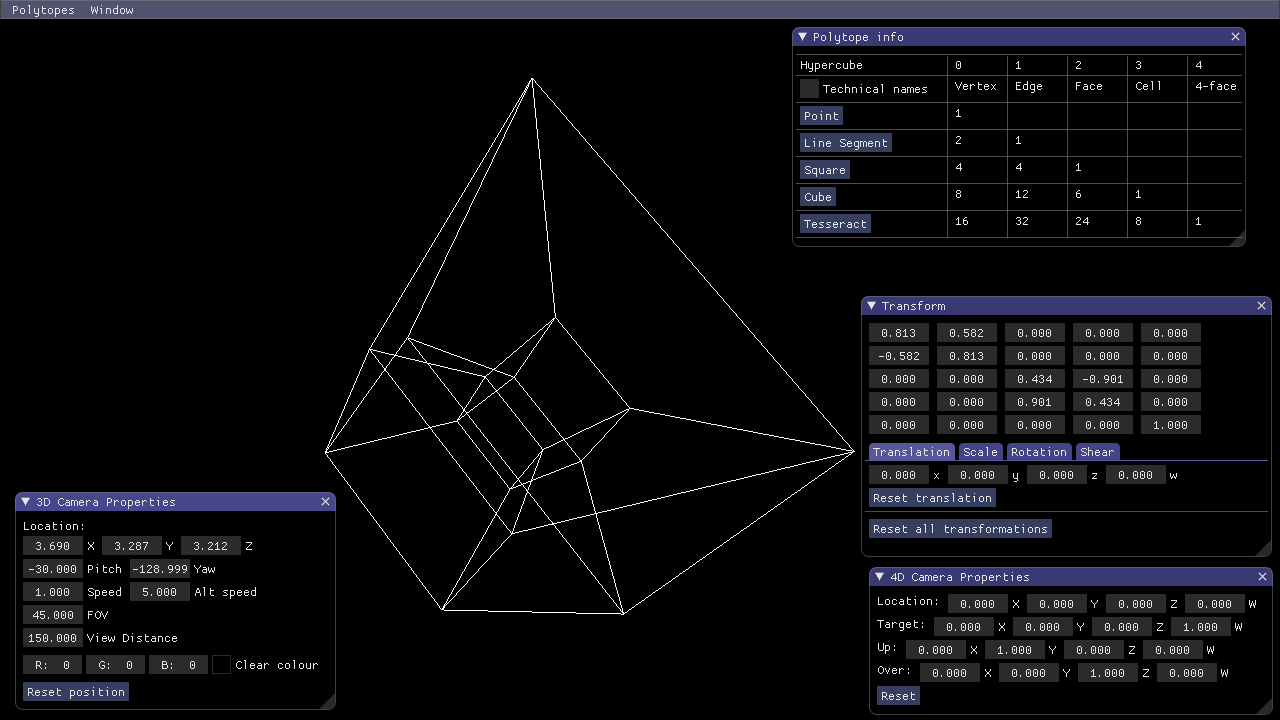 Polytopes Window
Polytope info
Hypercube 0 1 2 3 4
Technical names Vertex Edge Face Cell 4-face
Point 1
Line Segment 2 1
Square 4 4 1
Cube 8 12 6 1
Tesseract 16 32 24 8 1
Transform
0.813 0.582 0.000 0.000 0.000
-0.582 0.813 0.000 0.000 0.000
0.000 0.000 0.434 -0.901 0.000
0.000 0.000 0.901 0.434 0.000
0.000 0.000 0.000 0.000 1.000
Translation Scale Rotation Shear
0.000 x 0.000 y 0.000 z 0.000 w
Reset translation
Reset all transformations
3D Camera Properties
Location:
3.690 X 3.287 Y 3.212 Z
-30.000 Pitch -128.999 Yaw
1.000 Speed 5.000 Alt speed
45.000 FOV
150.000 View Distance
R: 0 G: 0 B: 0 Clear colour
Reset position
4D Camera Properties
Location: 0.000 X 0.000 Y 0.000 Z 0.000 W
Target: 0.000 X 0.000 Y 0.000 Z 1.000 W
Up: 0.000 X 1.000 Y 0.000 Z 0.000 W
Over: 0.000 X 0.000 Y 1.000 Z 0.000 W
Reset